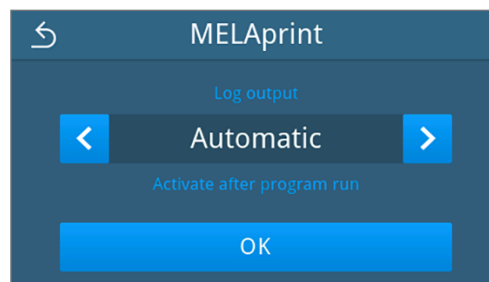 MELAprint
Log output
Automatic
Activate after program run
OK